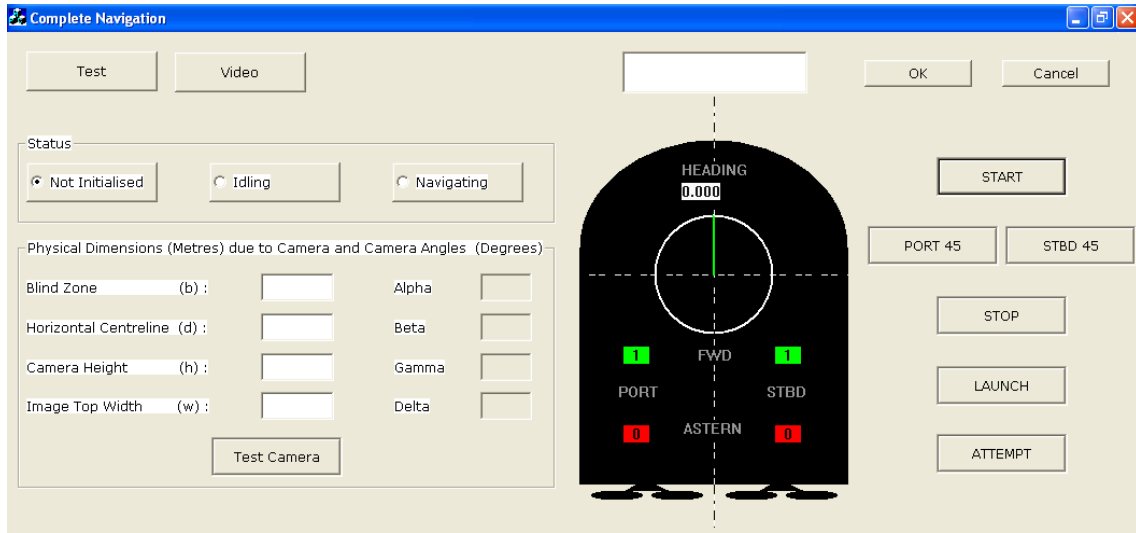 Complete Navigation
Test
Video
OK
Cancel
Status
Not Initialised
Idling
Navigating
Physical Dimensions (Metres) due to Camera and Camera Angles (Degrees)
Blind Zone (b) :
Alpha
Horizontal Centreline (d) :
Beta
Camera Height (h) :
Gamma
Image Top Width (w) :
Delta
Test Camera
HEADING
0.000
1 FWD 1
PORT STBD
0 ASTERN 0
START
PORT 45
STBD 45
STOP
LAUNCH
ATTEMPT